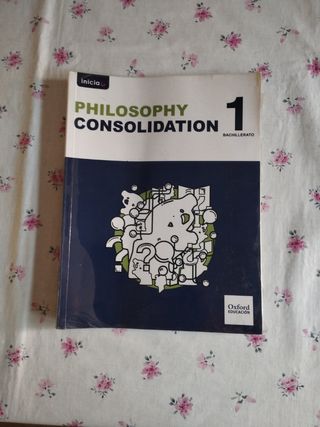 inicia
PHILOSOPHY
CONSOLIDATION 1
BACHILLERATO
Oxford
EDUCACIÓN